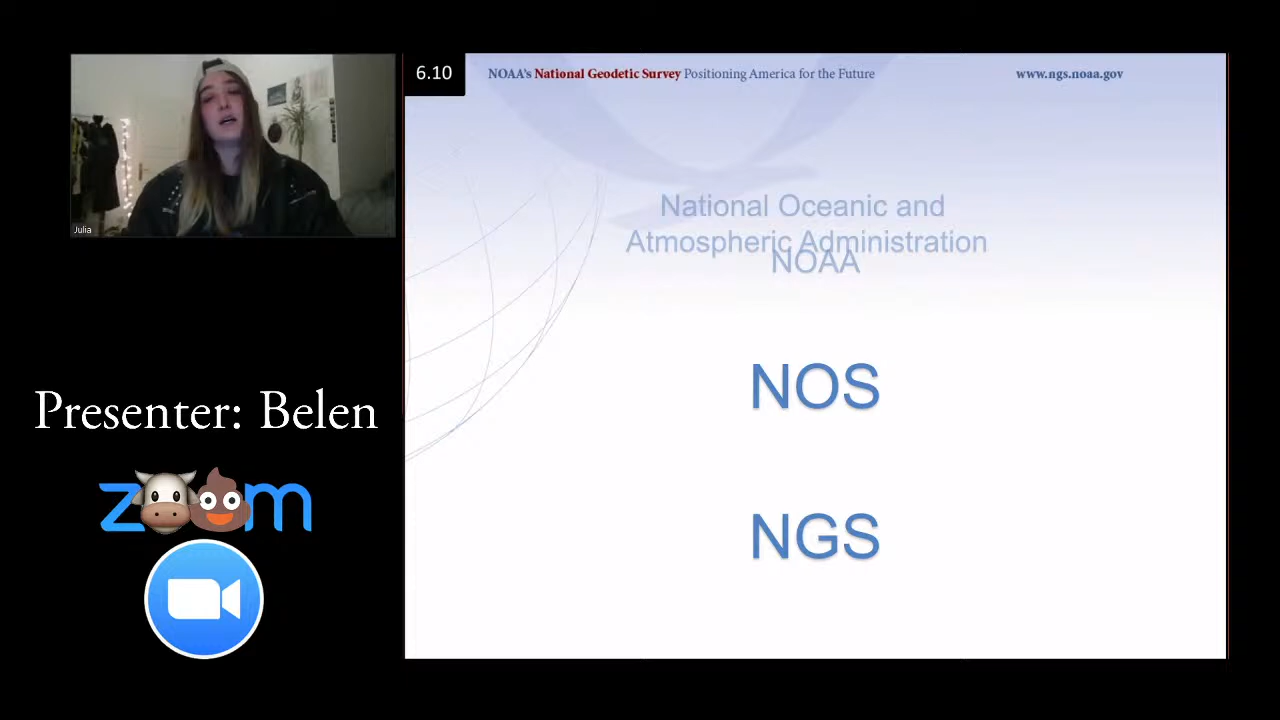 6.10
NOAA's National Geodetic Survey Positioning America for the Future
www.ngs.noaa.gov
Julia
National Oceanic and
Atmospheric Administration
NOAA
NOS
NGS
Presenter: Belen
z🐮💩m